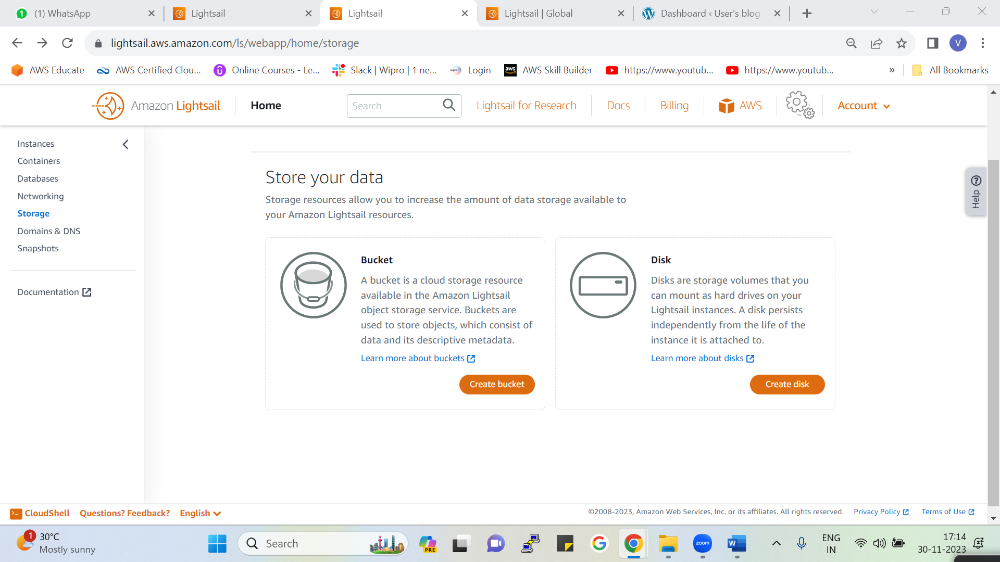 (1) WhatsApp
Lightsail
Lightsail
Lightsail | Global
Dashboard ‹ User's blog
lightsail.aws.amazon.com/ls/webapp/home/storage
V
AWS Educate
AWS Certified Clou...
Online Courses - Le...
Slack | Wipro | 1 ne...
Login
AWS Skill Builder
https://www.youtub...
https://www.youtub...
»
All Bookmarks
Amazon Lightsail
Home
Search
Lightsail for Research
Docs
Billing
AWS
Account
Instances
Containers
Databases
Networking
Storage
Domains & DNS
Snapshots
Documentation
Store your data
Storage resources allow you to increase the amount of data storage available to
your Amazon Lightsail resources.
Bucket
A bucket is a cloud storage resource
available in the Amazon Lightsail
object storage service. Buckets are
used to store objects, which consist of
data and its descriptive metadata.
Learn more about buckets
Create bucket
Disk
Disks are storage volumes that you
can mount as hard drives on your
Lightsail instances. A disk persists
independently from the life of the
instance it is attached to.
Learn more about disks
Create disk
Help
CloudShell
Questions? Feedback?
English
©2008-2023, Amazon Web Services, Inc. or its affiliates. All rights reserved.
Privacy Policy
Terms of Use
1
30°C
Mostly sunny
Search
PRE
zoom
W
ENG
IN
17:14
30-11-2023